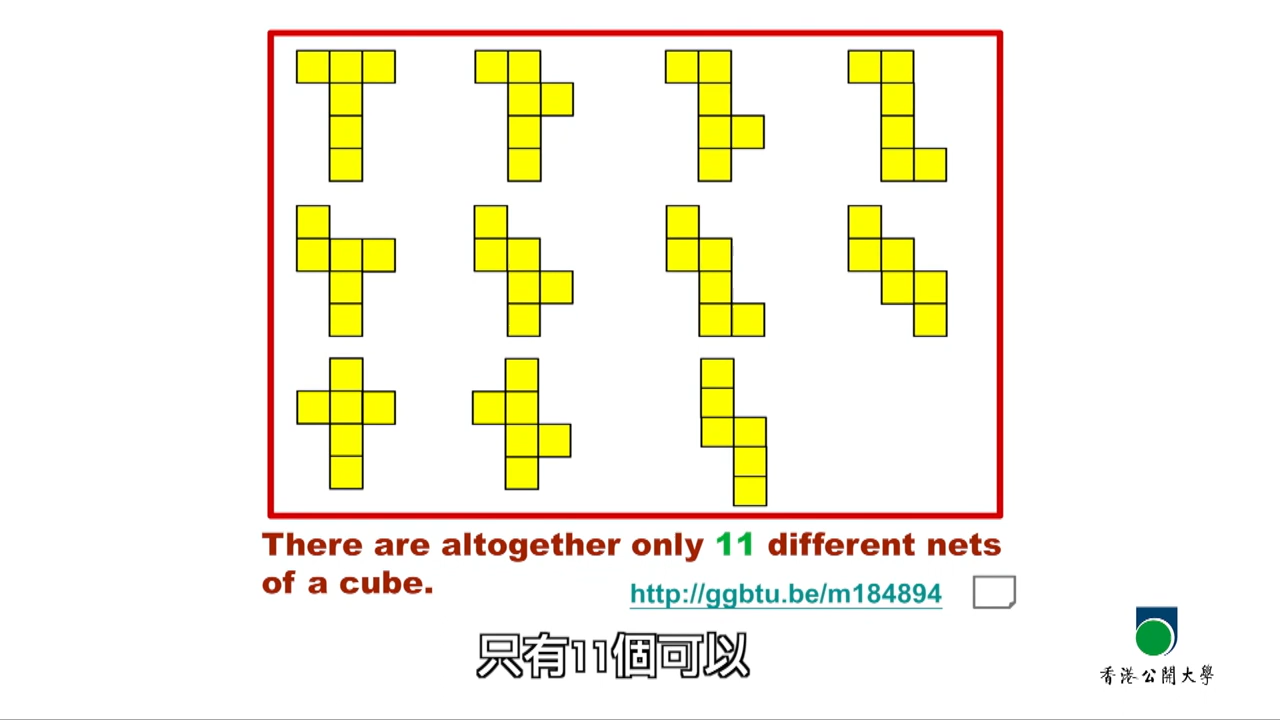 There are altogether only 11 different nets
of a cube.
http://ggbtu.be/m184894
只有11個可以
香港公開大學